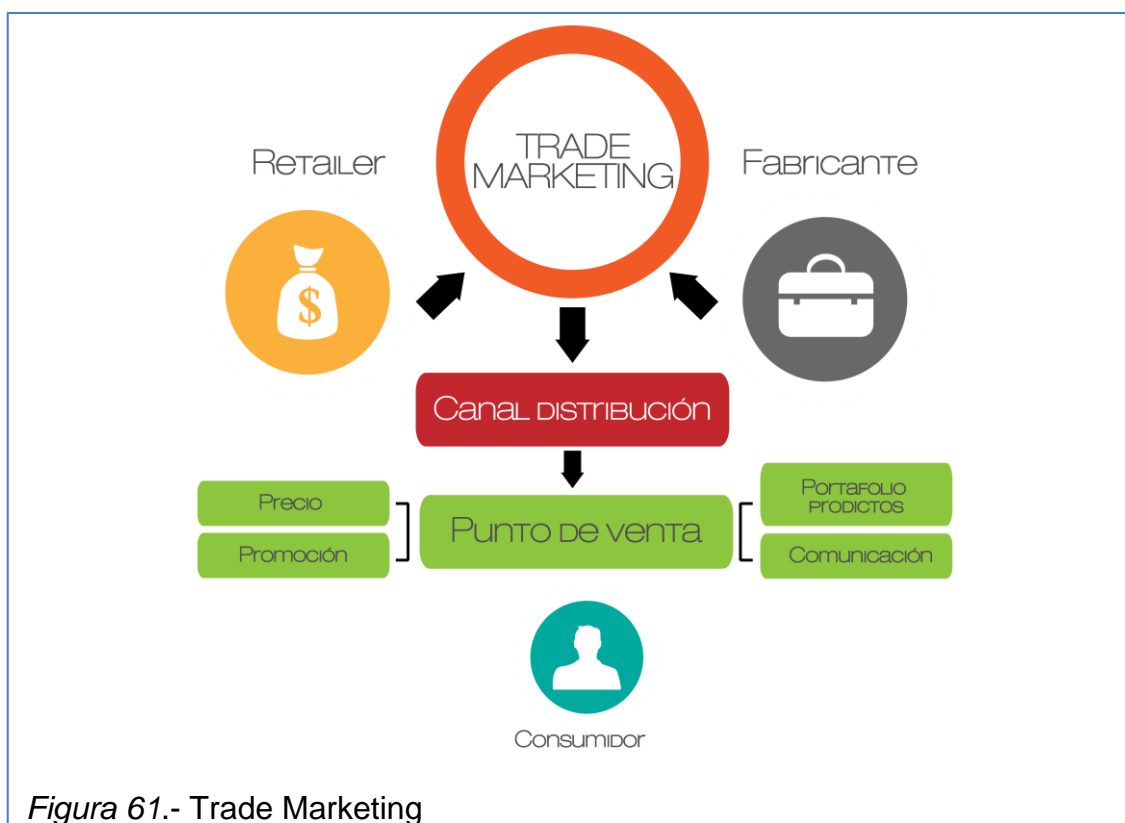 TRADE
MARKETING
Retailer
Fabricante
$
Canal distribución
Precio
Promoción
Punto de venta
Portafolio
prodictos
Comunicación
Consumidor
Figura 61.- Trade Marketing